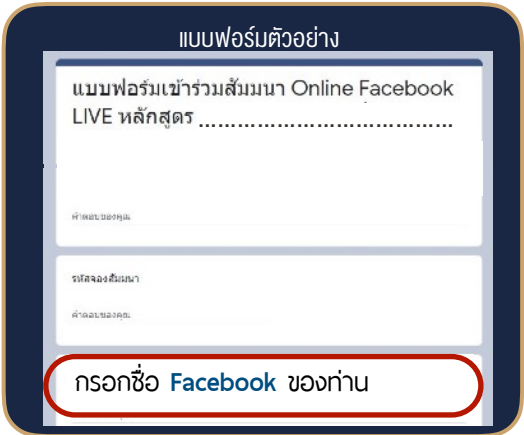 แบบฟอร์มตัวอย่าง
แบบฟอร์มเข้าร่วมสัมมนา Online Facebook
LIVE หลักสูตร ………………………………
คำตอบของคุณ
รหัสจองสัมมนา
คำตอบของคุณ
กรอกชื่อ Facebook ของท่าน